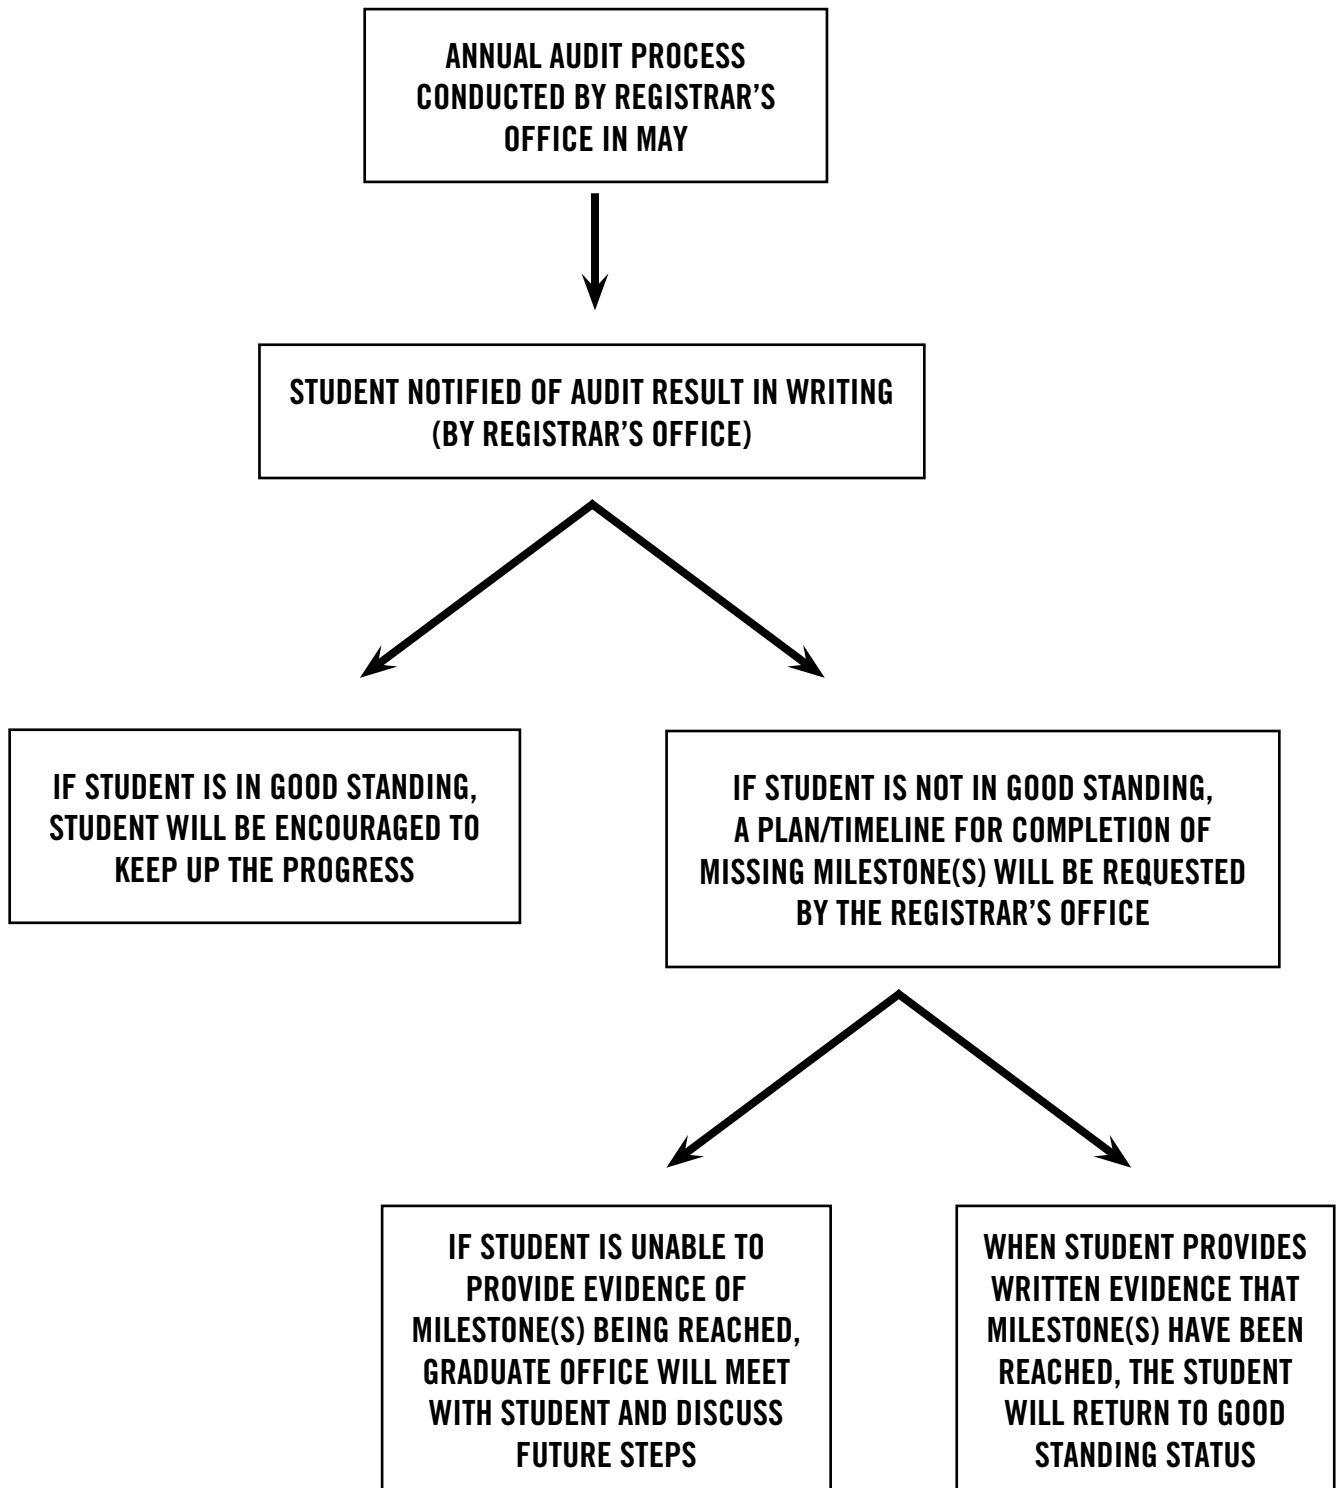 ANNUAL AUDIT PROCESS
CONDUCTED BY REGISTRAR’S
OFFICE IN MAY
STUDENT NOTIFIED OF AUDIT RESULT IN WRITING
(BY REGISTRAR’S OFFICE)
IF STUDENT IS IN GOOD STANDING,
STUDENT WILL BE ENCOURAGED TO
KEEP UP THE PROGRESS
IF STUDENT IS NOT IN GOOD STANDING,
A PLAN/TIMELINE FOR COMPLETION OF
MISSING MILESTONE(S) WILL BE REQUESTED
BY THE REGISTRAR’S OFFICE
IF STUDENT IS UNABLE TO
PROVIDE EVIDENCE OF
MILESTONE(S) BEING REACHED,
GRADUATE OFFICE WILL MEET
WITH STUDENT AND DISCUSS
FUTURE STEPS
WHEN STUDENT PROVIDES
WRITTEN EVIDENCE THAT
MILESTONE(S) HAVE BEEN
REACHED, THE STUDENT
WILL RETURN TO GOOD
STANDING STATUS